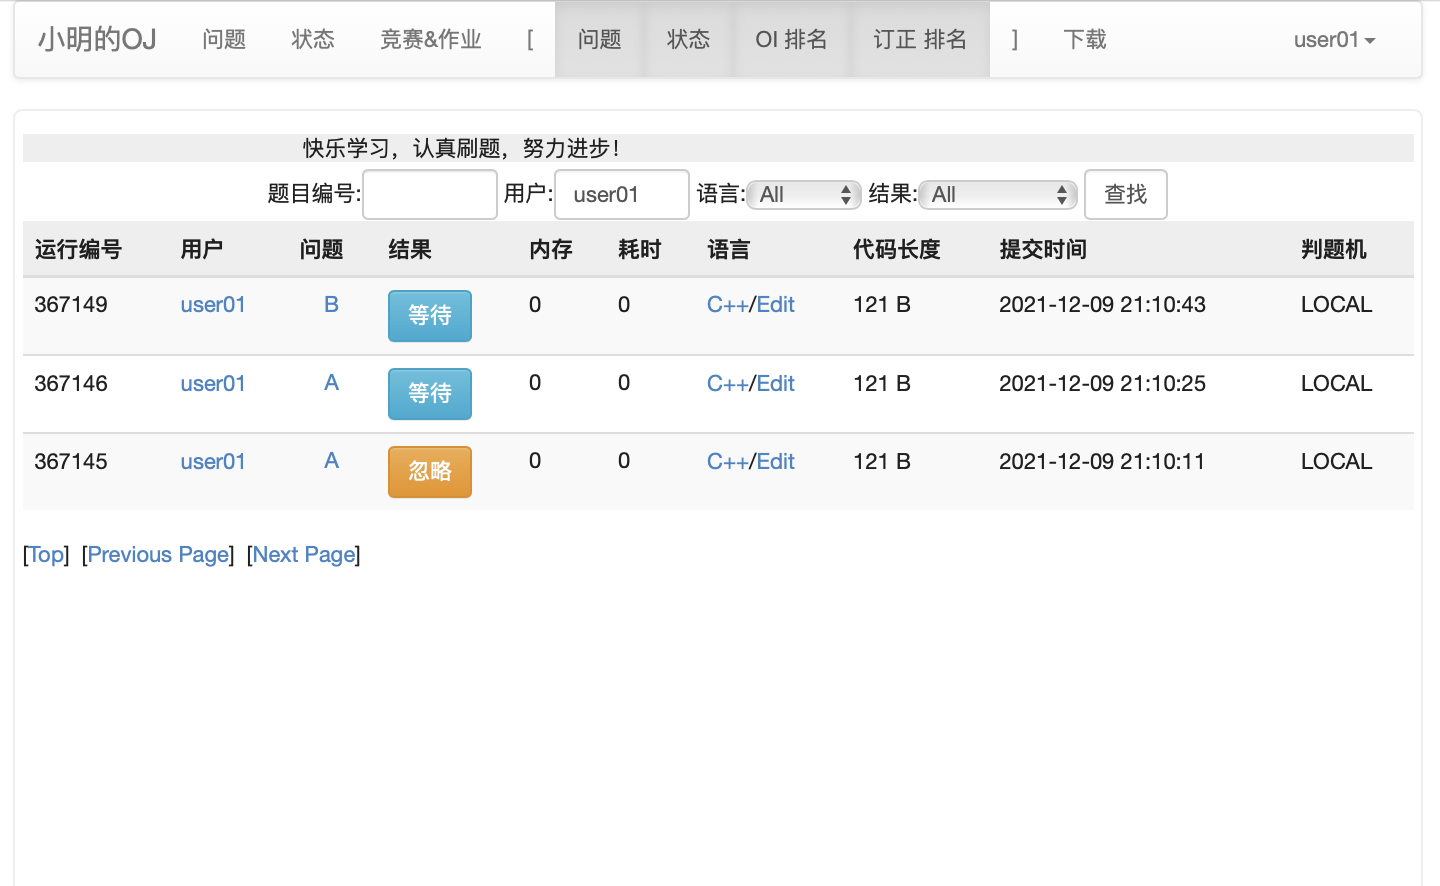 小明的OJ 问题 状态 竞赛&作业 [ 问题 状态 OI 排名 订正 排名 ] 下载 user01
快乐学习，认真刷题，努力进步！
题目编号: 用户: user01 语言: All 结果: All 查找
运行编号 用户 问题 结果 内存 耗时 语言 代码长度 提交时间 判题机
367149 user01 B 等待 0 0 C++/Edit 121 B 2021-12-09 21:10:43 LOCAL
367146 user01 A 等待 0 0 C++/Edit 121 B 2021-12-09 21:10:25 LOCAL
367145 user01 A 忽略 0 0 C++/Edit 121 B 2021-12-09 21:10:11 LOCAL
[Top] [Previous Page] [Next Page]